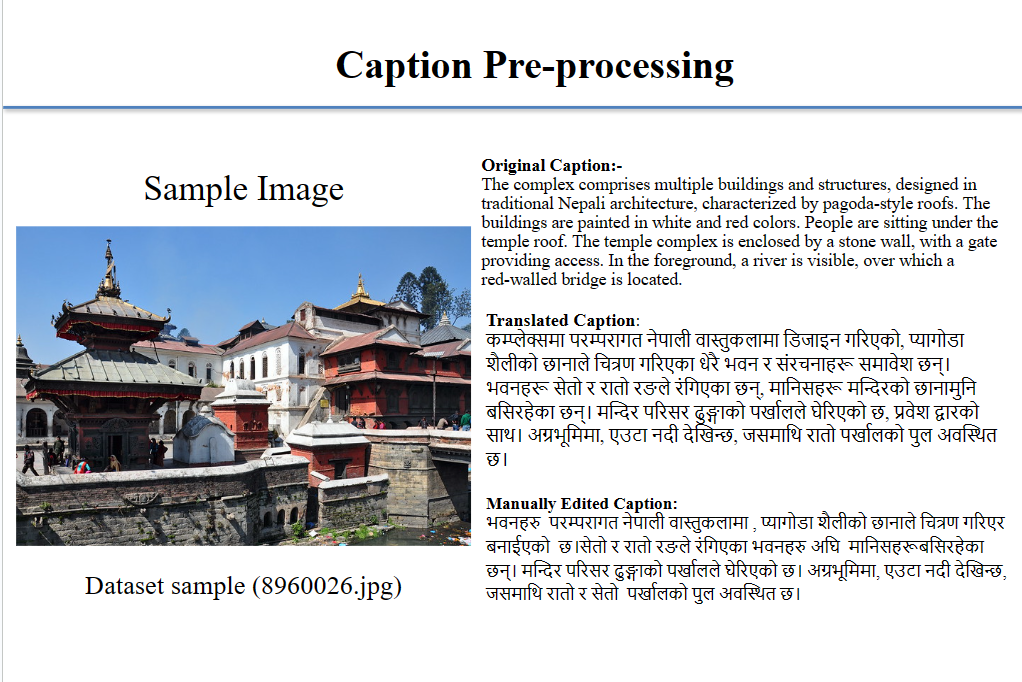 Caption Pre-processing
Sample Image
Dataset sample (8960026.jpg)
Original Caption:-
The complex comprises multiple buildings and structures, designed in
traditional Nepali architecture, characterized by pagoda-style roofs. The
buildings are painted in white and red colors. People are sitting under the
temple roof. The temple complex is enclosed by a stone wall, with a gate
providing access. In the foreground, a river is visible, over which a
red-walled bridge is located.
Translated Caption:
कम्प्लेक्समा परम्परागत नेपाली वास्तुकलामा डिजाइन गरिएको, प्यागोडा
शैलीको छानाले चित्रण गरिएका धेरै भवन र संरचनाहरू समावेश छन्।
भवनहरू सेतो र रातो रङले रंगिएका छन्, मानिसहरू मन्दिरको छानामुनि
बसिरहेका छन्। मन्दिर परिसर ढुङ्गाको पर्खालले घेरिएको छ, प्रवेश द्वारको
साथ। अग्रभूमिमा, एउटा नदी देखिन्छ, जसमाथि रातो पर्खालको पुल अवस्थित
छ।
Manually Edited Caption:
भवनहरु  परम्परागत नेपाली वास्तुकलामा , प्यागोडा शैलीको छानाले चित्रण गरिएर
बनाईएको  छ।सेतो र रातो रङले रंगिएका भवनहरु अघि  मानिसहरूबसिरहेका
छन्। मन्दिर परिसर ढुङ्गाको पर्खालले घेरिएको छ। अग्रभूमिमा, एउटा नदी देखिन्छ,
जसमाथि रातो र सेतो  पर्खालको पुल अवस्थित छ।